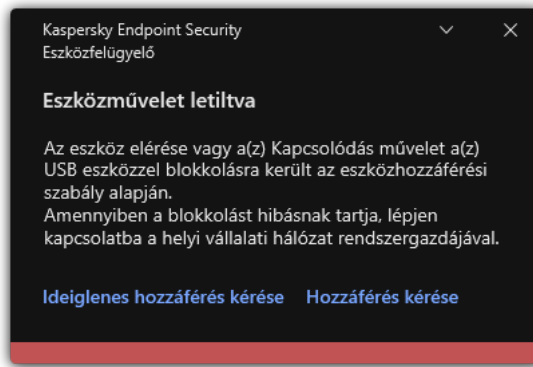 Kaspersky Endpoint Security
Eszközfelügyelő
Eszközművelet letiltva
Az eszköz elérése vagy a(z) Kapcsolódás művelet a(z)
USB eszközzel blokkolásra került az eszközhozzáférési
szabály alapján.
Amennyiben a blokkolást hibásnak tartja, lépjen
kapcsolatba a helyi vállalati hálózat rendszergazdájával.
Ideiglenes hozzáférés kérése Hozzáférés kérése